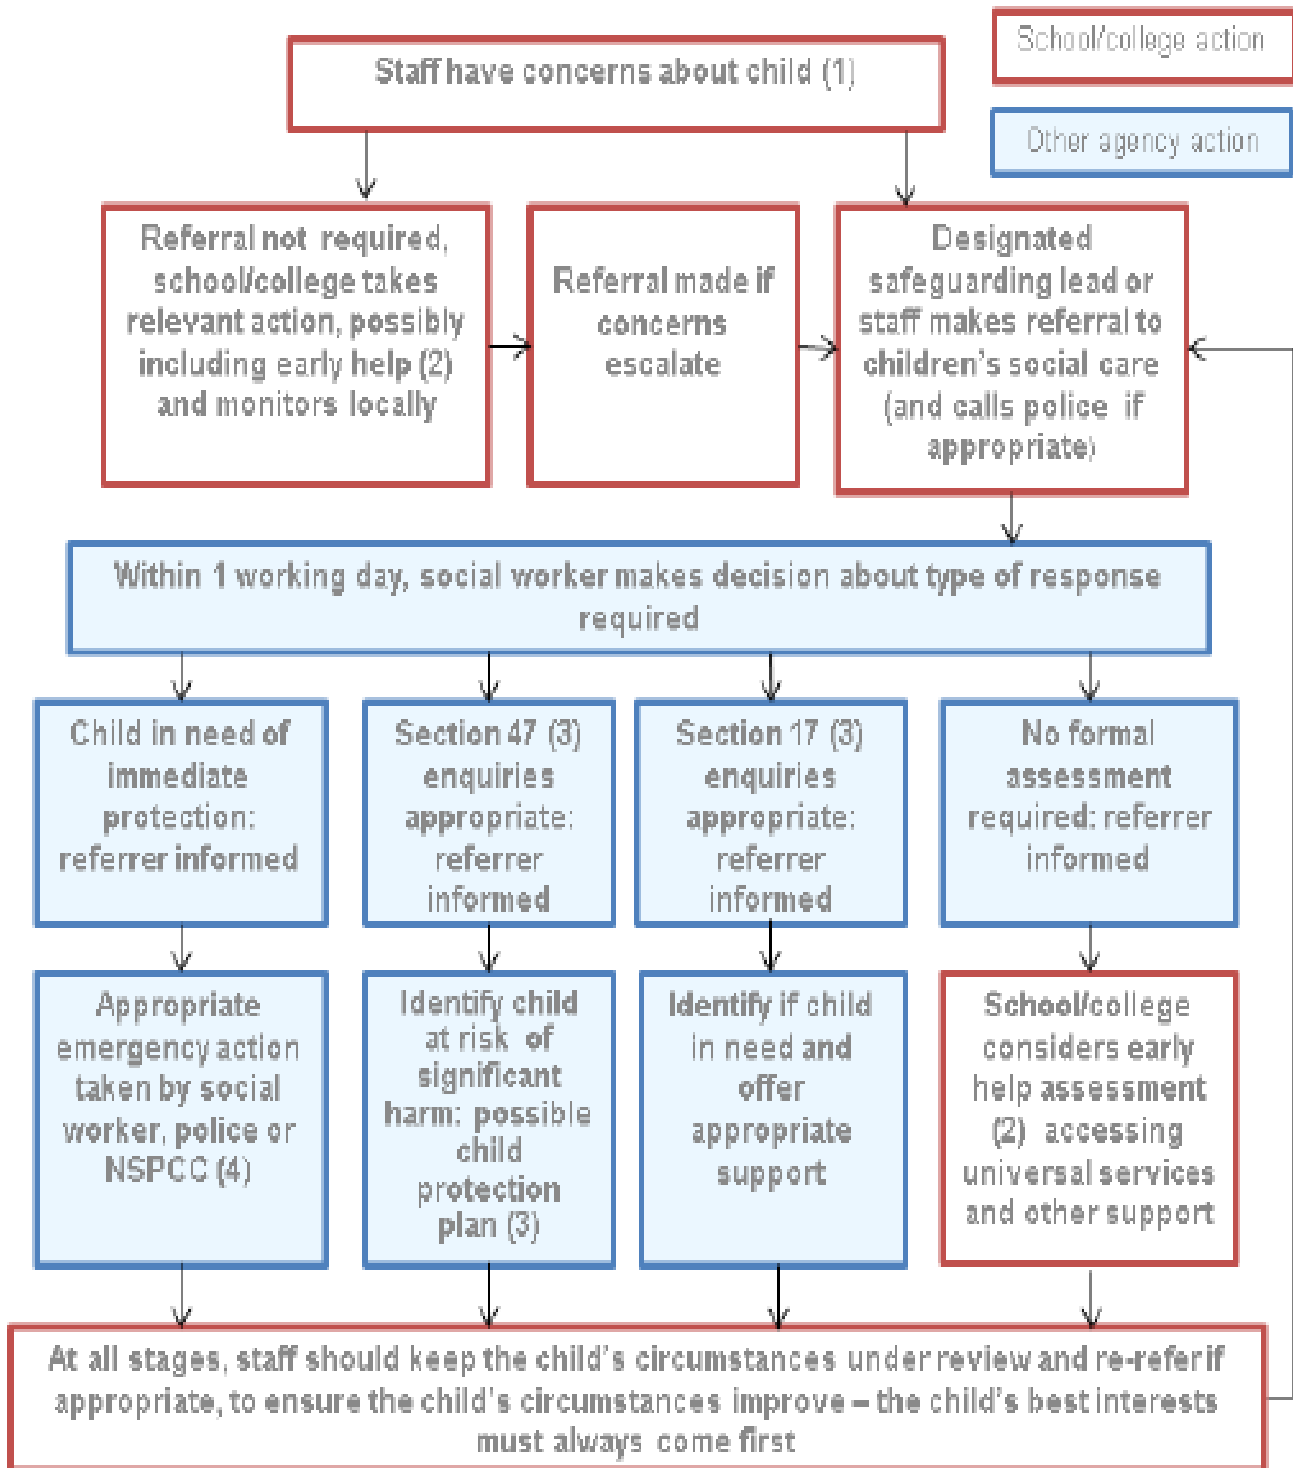 School/college action
Staff have concerns about child (1)
Other agency action
Referral not required,
school/college takes
relevant action, possibly
including early help (2)
and monitors locally
Referral made if
concerns
escalate
Designated
safeguarding lead or
staff makes referral to
children's social care
(and calls police if
appropriate)
Within 1 working day, social worker makes decision about type of response
required
Child in need of
immediate
protection:
referrer informed
Section 47 (3)
enquiries
appropriate:
referrer
informed
Section 17 (3)
enquiries
appropriate:
referrer
informed
No formal
assessment
required: referrer
informed
Appropriate
emergency action
taken by social
worker, police or
NSPCC (4)
Identify child
at risk of
significant
harm: possible
child
protection
plan (3)
Identify if child
in need and
offer
appropriate
support
School/college
considers early
help assessment
(2) accessing
universal services
and other support
At all stages, staff should keep the child's circumstances under review and re-refer if
appropriate, to ensure the child's circumstances improve – the child's best interests
must always come first